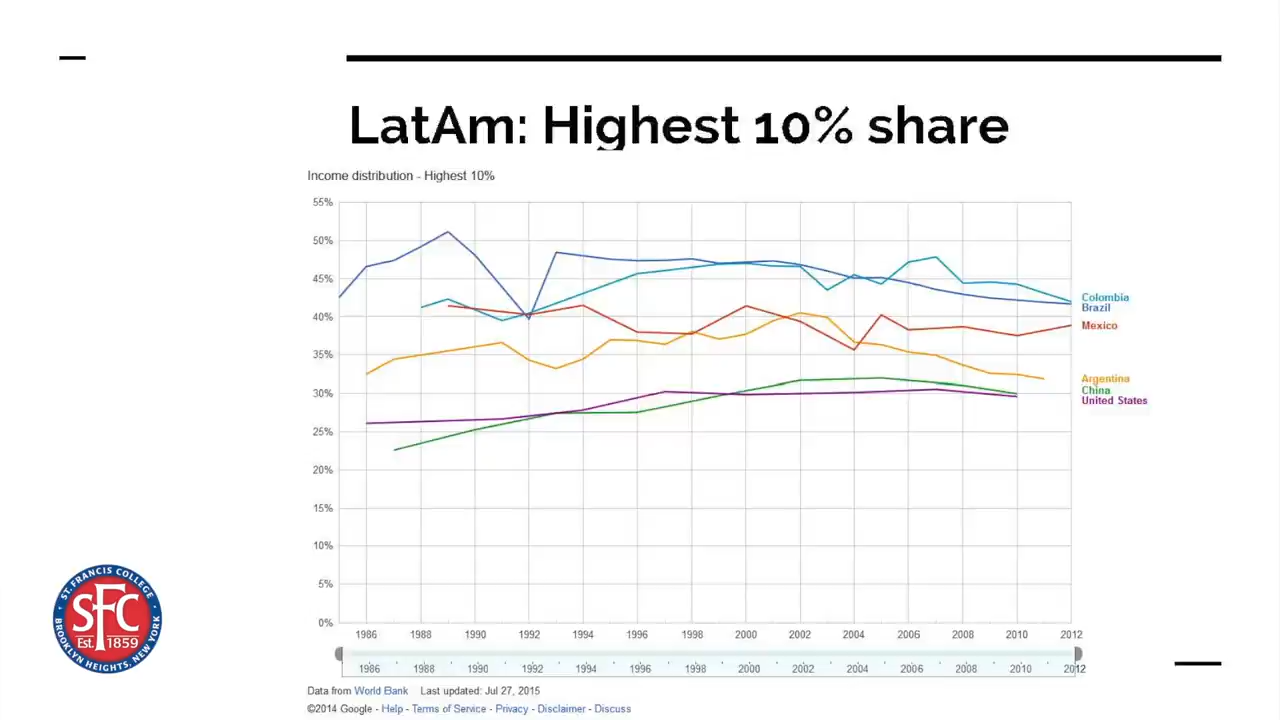 LatAm: Highest 10% share
Income distribution - Highest 10%
55%
50%
45%
40%
35%
30%
25%
20%
15%
10%
5%
0%
Colombia
Brazil
Mexico
Argentina
China
United States
1986 1988 1990 1992 1994 1996 1998 2000 2002 2004 2006 2008 2010 2012
1986 1988 1990 1992 1994 1996 1998 2000 2002 2004 2006 2008 2010 2012
Data from World Bank Last updated: Jul 27, 2015
©2014 Google - Help - Terms of Service - Privacy - Disclaimer - Discuss
ST. FRANCIS COLLEGE
SFC
Est. 1859
BROOKLYN HEIGHTS, NEW YORK